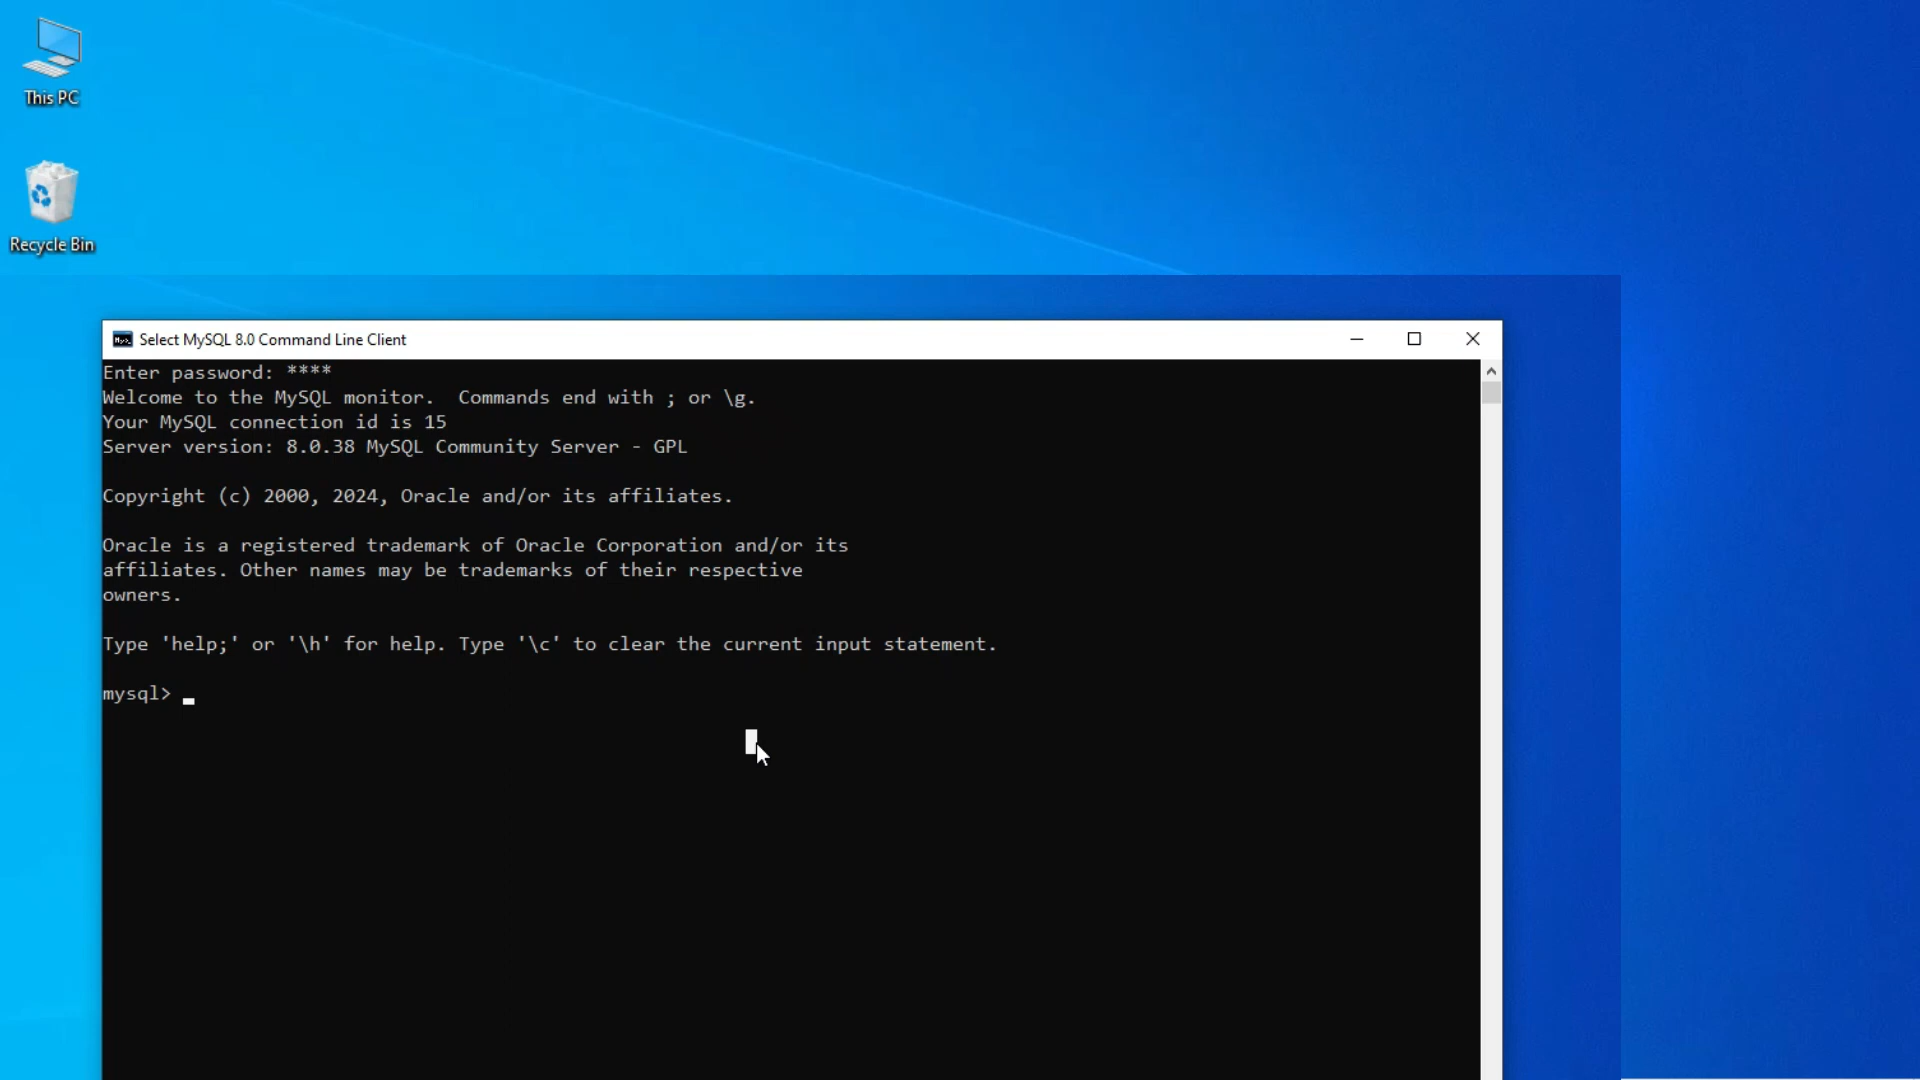 This PC
Recycle Bin
Select MySQL 8.0 Command Line Client
Enter password: ****
Welcome to the MySQL monitor.  Commands end with ; or \g.
Your MySQL connection id is 15
Server version: 8.0.38 MySQL Community Server - GPL
Copyright (c) 2000, 2024, Oracle and/or its affiliates.
Oracle is a registered trademark of Oracle Corporation and/or its
affiliates. Other names may be trademarks of their respective
owners.
Type 'help;' or '\h' for help. Type '\c' to clear the current input statement.
mysql>